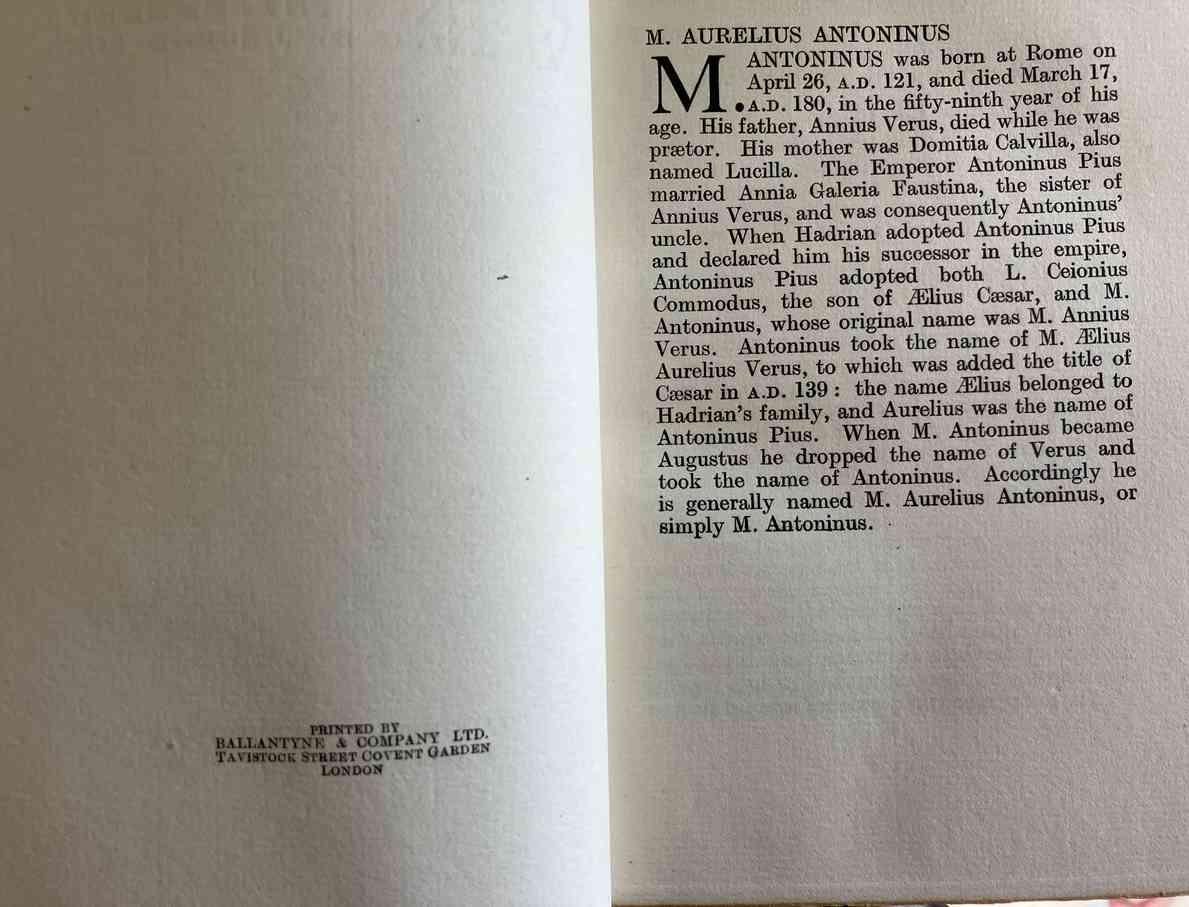 PRINTED BY
BALLANTYNE & COMPANY LTD.
TAVISTOCK STREET COVENT GARDEN
LONDON
M. AURELIUS ANTONINUS
M. ANTONINUS was born at Rome on
April 26, A.D. 121, and died March 17,
A.D. 180, in the fifty-ninth year of his
age. His father, Annius Verus, died while he was
prætor. His mother was Domitia Calvilla, also
named Lucilla. The Emperor Antoninus Pius
married Annia Galeria Faustina, the sister of
Annius Verus, and was consequently Antoninus’
uncle. When Hadrian adopted Antoninus Pius
and declared him his successor in the empire,
Antoninus Pius adopted both L. Ceionius
Commodus, the son of Ælius Cæsar, and M.
Antoninus, whose original name was M. Annius
Verus. Antoninus took the name of M. Ælius
Aurelius Verus, to which was added the title of
Cæsar in A.D. 139 : the name Ælius belonged to
Hadrian’s family, and Aurelius was the name of
Antoninus Pius. When M. Antoninus became
Augustus he dropped the name of Verus and
took the name of Antoninus. Accordingly he
is generally named M. Aurelius Antoninus, or
simply M. Antoninus.